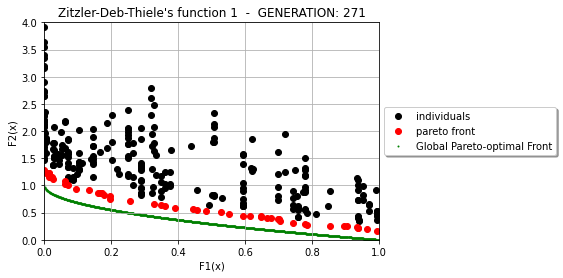 Zitzler-Deb-Thiele's function 1 - GENERATION: 271
4.0
3.5
3.0
2.5
2.0
1.5
1.0
0.5
0.0
F2(x)
0.0 0.2 0.4 0.6 0.8 1.0
F1(x)
individuals
pareto front
Global Pareto-optimal Front